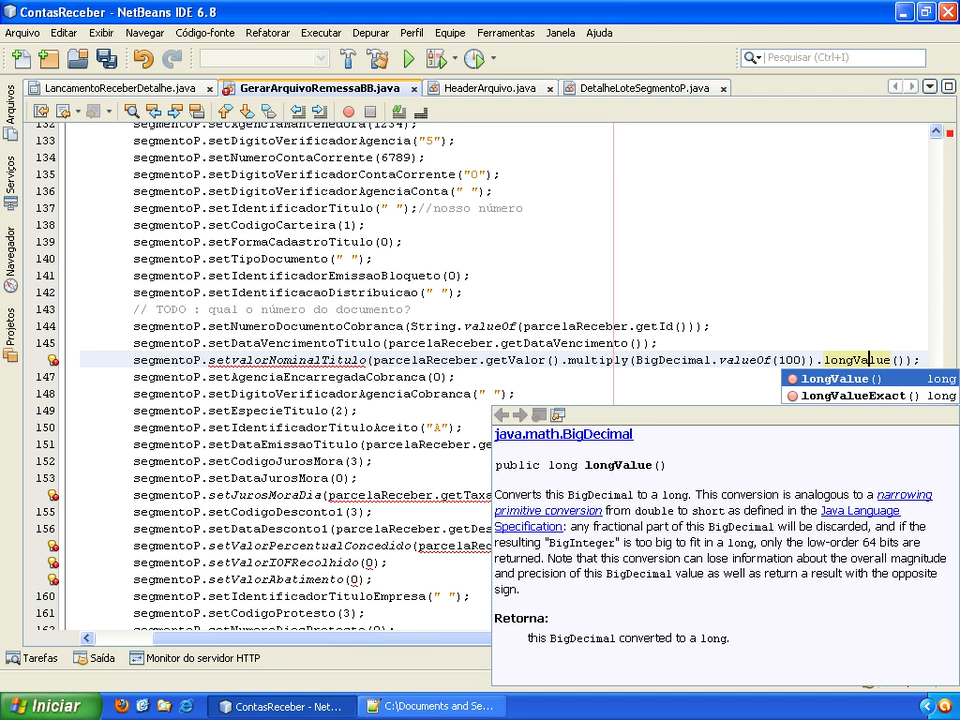 ContasReceber - NetBeans IDE 6.8
Arquivo Editar Exibir Navegar Código-fonte Refatorar Executar Depurar Perfil Equipe Ferramentas Janela Ajuda
Pesquisar (Ctrl+I)
LancamentoReceberDetalhe.java GerarArquivoRemessaBB.java HeaderArquivo.java DetalheLoteSegmentoP.java
Arquivos
Serviços
Navegador
Projetos
132 segmentoP.setAgenciaMantenedora(1234);
133 segmentoP.setDigitoVerificadorAgencia("5");
134 segmentoP.setNumeroContaCorrente(6789);
135 segmentoP.setDigitoVerificadorContaCorrente("0");
136 segmentoP.setDigitoVerificadorAgenciaConta(" ");
137 segmentoP.setIdentificadorTitulo(" ");//nosso número
138 segmentoP.setCodigoCarteira(1);
139 segmentoP.setFormaCadastroTitulo(0);
140 segmentoP.setTipoDocumento(" ");
141 segmentoP.setIdentificadorEmissaoBloqueto(0);
142 segmentoP.setIdentificacaoDistribuicao(" ");
143 // TODO : qual o número do documento?
144 segmentoP.setNumeroDocumentoCobranca(String.valueOf(parcelaReceber.getId()));
145 segmentoP.setDataVencimentoTitulo(parcelaReceber.getDataVencimento());
segmentoP.setvalorNominalTitulo(parcelaReceber.getValor().multiply(BigDecimal.valueOf(100)).longValue());
147 segmentoP.setAgenciaEncarregadaCobranca(0);
148 segmentoP.setDigitoVerificadorAgenciaCobranca(" ");
149 segmentoP.setEspecieTitulo(2);
150 segmentoP.setIdentificadorTituloAceito("A");
151 segmentoP.setDataEmissaoTitulo(parcelaReceber.ge
152 segmentoP.setCodigoJurosMora(3);
153 segmentoP.setDataJurosMora(0);
segmentoP.setJurosMoraDia(parcelaReceber.getTaxa
155 segmentoP.setCodigoDesconto1(3);
156 segmentoP.setDataDesconto1(parcelaReceber.getDes
segmentoP.setValorPercentualConcedido(parcelaRec
segmentoP.setValorIOFRecolhido(0);
segmentoP.setValorAbatimento(0);
160 segmentoP.setIdentificadorTituloEmpresa(" ");
161 segmentoP.setCodigoProtesto(3);
162 segmentoP.setNumeroDiasProtesto(0);
longValue() long
longValueExact() long
java.math.BigDecimal
public long longValue()
Converts this BigDecimal to a long. This conversion is analogous to a narrowing
primitive conversion from double to short as defined in the Java Language
Specification: any fractional part of this BigDecimal will be discarded, and if the
resulting "BigInteger" is too big to fit in a long, only the low-order 64 bits are
returned. Note that this conversion can lose information about the overall magnitude
and precision of this BigDecimal value as well as return a result with the opposite
sign.
Retorna:
this BigDecimal converted to a long.
Tarefas Saída Monitor do servidor HTTP
Iniciar ContasReceber - Net... C:\Documents and Se...